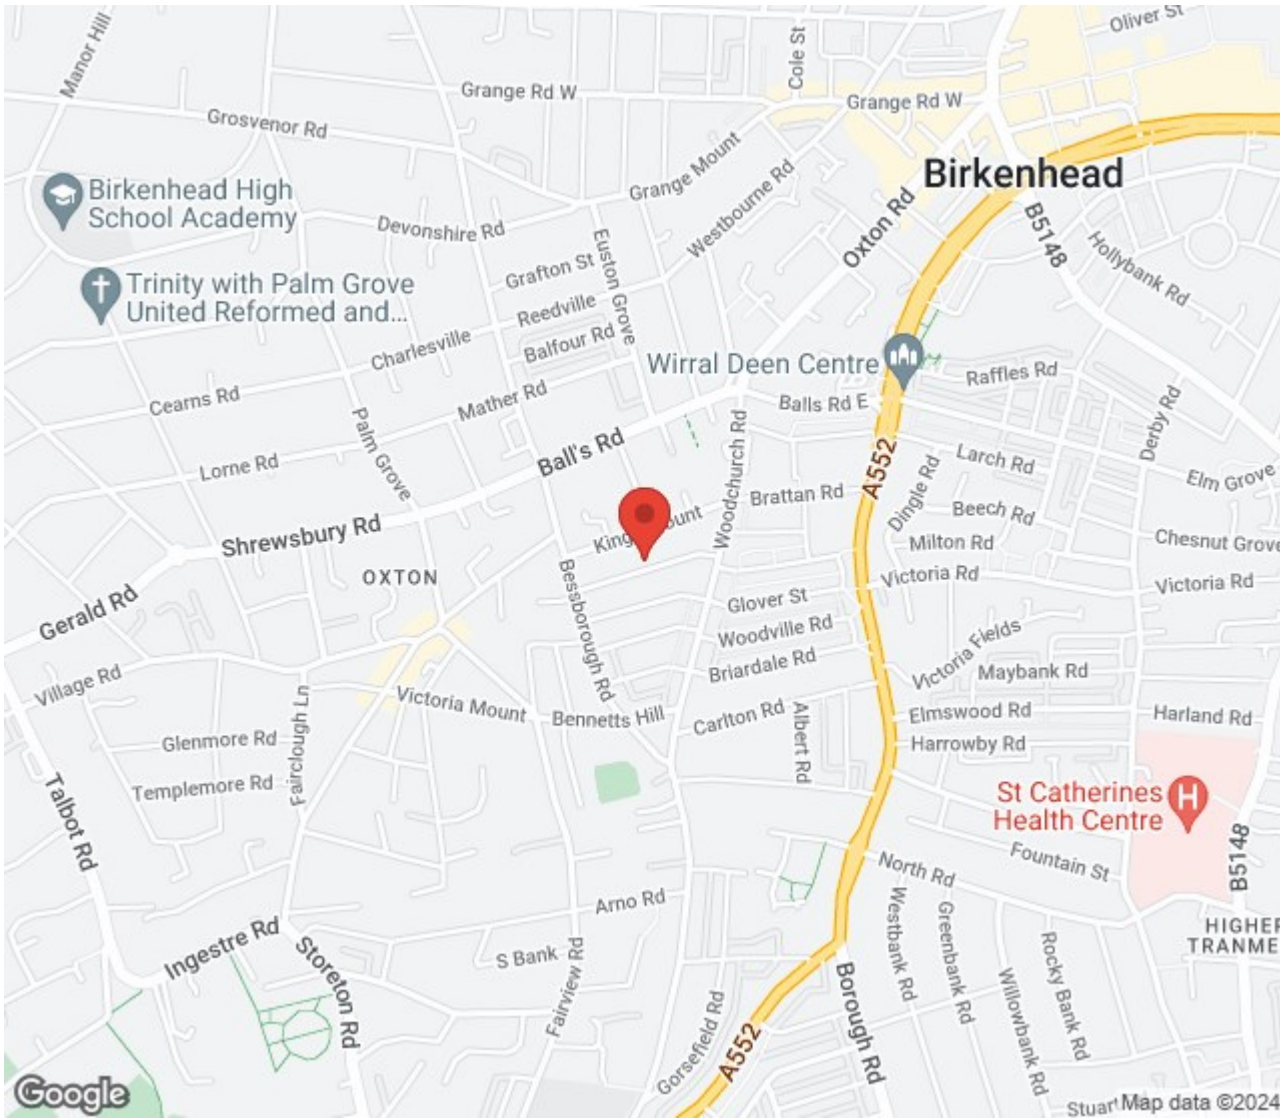 Oliver St
Manor Hill
Cole St
Grange Rd W
Grange Rd W
Grosvenor Rd
Grange Mount
Birkenhead
Birkenhead High
School Academy
Westbourne Rd
Oxton Rd
B5148
Devonshire Rd
Euston Grove
Hollybank Rd
Grafton St
Trinity with Palm Grove
United Reformed and...
Reedville
Charlesville
Balfour Rd
Wirral Deen Centre
Raffles Rd
Cearns Rd
Mather Rd
Balls Rd E
Derby Rd
Palm Grove
Ball's Rd
Woodchurch Rd
A552
Larch Rd
Lorne Rd
Elm Grove
Brattan Rd
Dingle Rd
Beech Rd
Shrewsbury Rd
Milton Rd
Chesnut Grove
OXTON
Bessborough Rd
Victoria Rd
Victoria Rd
Gerald Rd
Glover St
Woodville Rd
Victoria Fields
Briardale Rd
Maybank Rd
Village Rd
Fairclough Ln
Victoria Mount
Bennetts Hill
Carlton Rd
Albert Rd
Elmswood Rd
Harland Rd
Glenmore Rd
Harrowby Rd
Templemore Rd
Talbot Rd
St Catherines
Health Centre
H
Fountain St
B5148
North Rd
Arno Rd
Westbank Rd
Greenbank Rd
Ingestre Rd
Storeton Rd
S Bank
Fairview Rd
Rocky Bank Rd
Willowbank Rd
Borough Rd
Gorsefield Rd
A552
Google
Map data ©2024